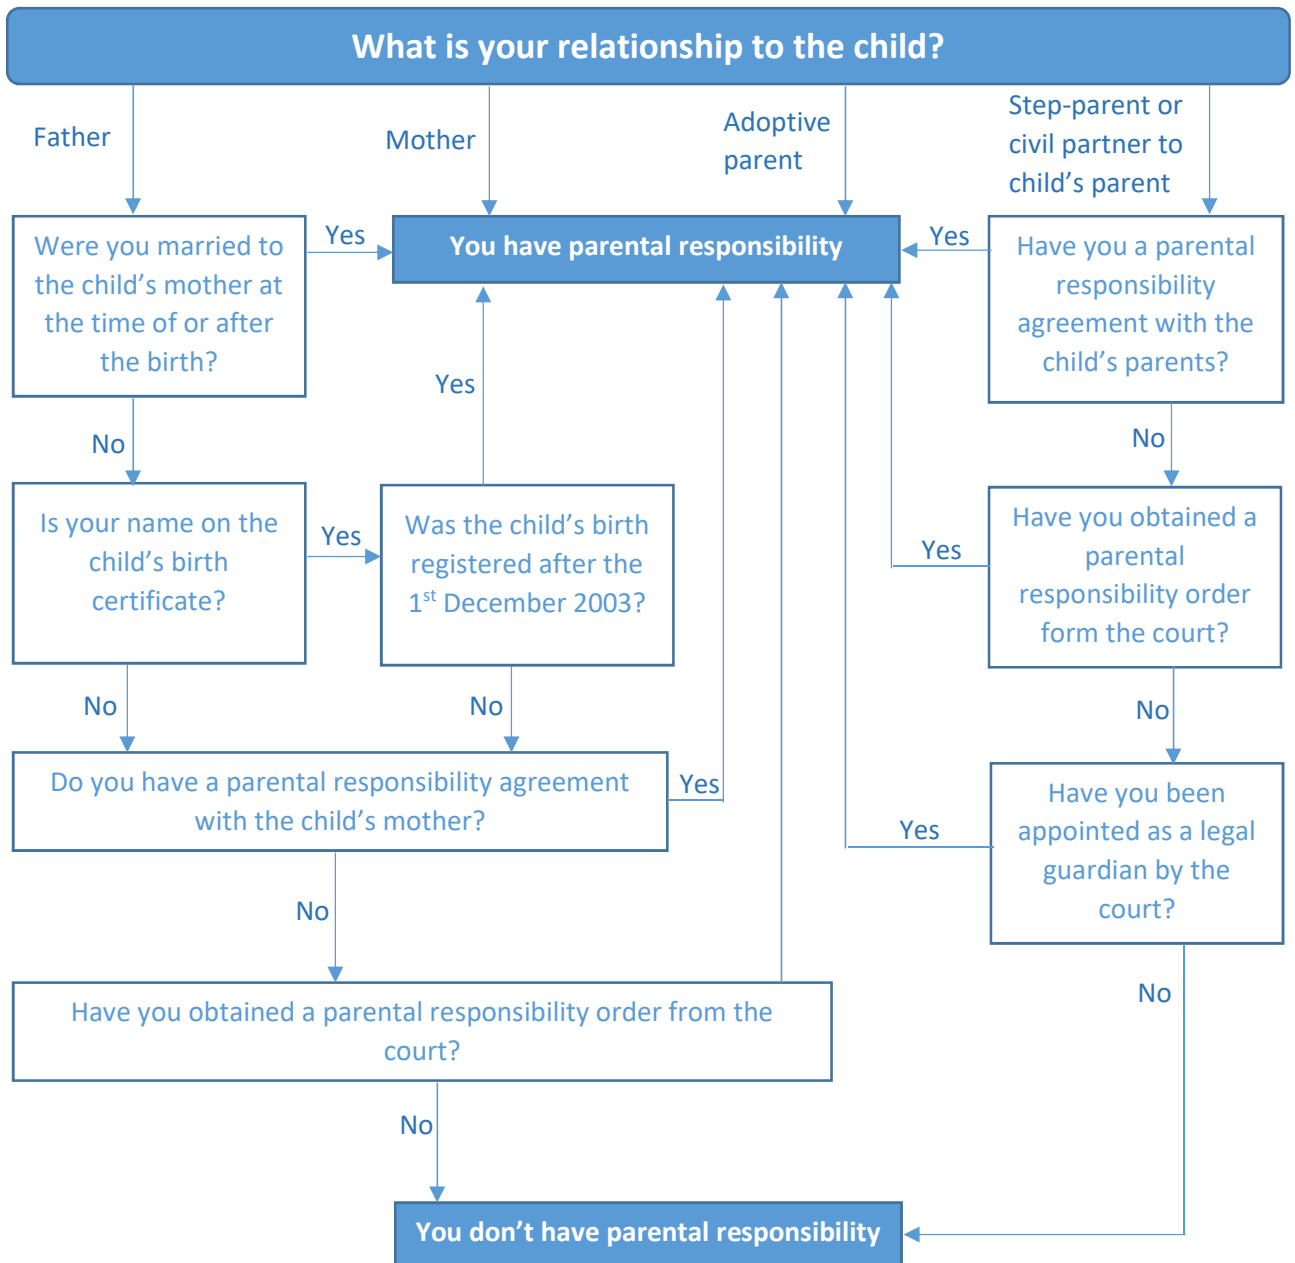 What is your relationship to the child?
Father
Mother
Adoptive
parent
Step-parent or
civil partner to
child's parent
Were you married to
the child's mother at
the time of or after
the birth?
Yes
You have parental responsibility
Yes
Have you a parental
responsibility
agreement with the
child's parents?
No
Yes
No
Is your name on the
child's birth
certificate?
Yes
Was the child's birth
registered after the
1st December 2003?
Yes
Have you obtained a
parental
responsibility order
form the court?
No
No
No
Do you have a parental responsibility agreement
with the child's mother?
Yes
Yes
Have you been
appointed as a legal
guardian by the
court?
No
Have you obtained a parental responsibility order from the
court?
No
No
You don't have parental responsibility